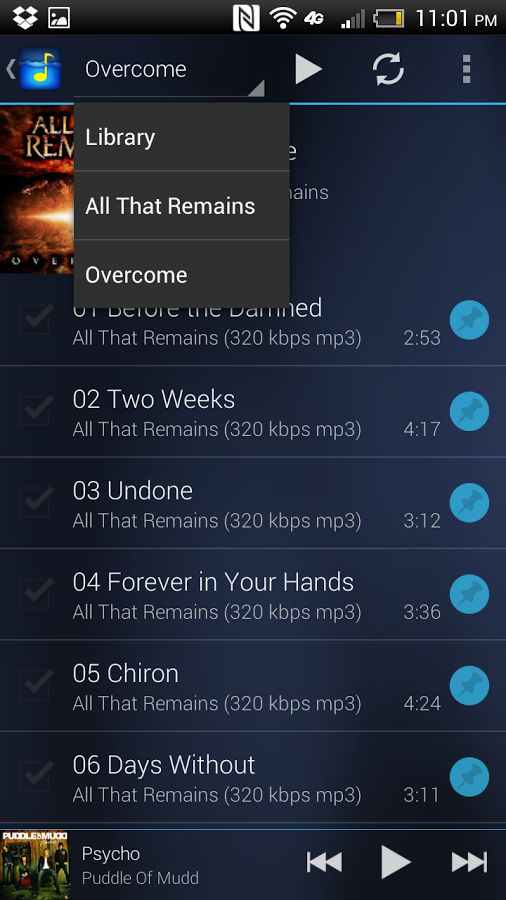 4G 11:01 PM
Overcome
Library
All That Remains
Overcome
ALL
REM
OVER
e
mains
01 Before the Damned
All That Remains (320 kbps mp3) 2:53
02 Two Weeks
All That Remains (320 kbps mp3) 4:17
03 Undone
All That Remains (320 kbps mp3) 3:12
04 Forever in Your Hands
All That Remains (320 kbps mp3) 3:36
05 Chiron
All That Remains (320 kbps mp3) 4:24
06 Days Without
All That Remains (320 kbps mp3) 3:11
PUDDLE OF MUDD
Psycho
Puddle Of Mudd